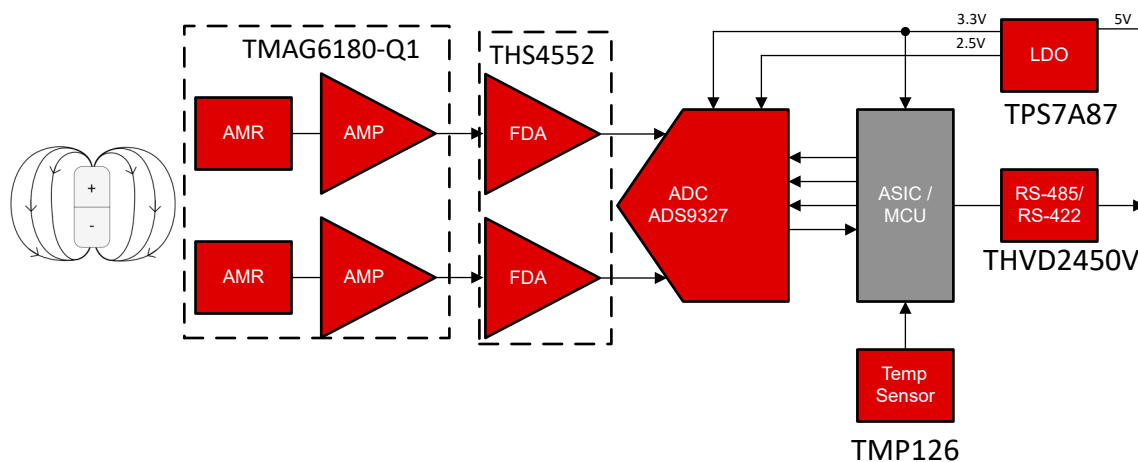 TMAG6180-Q1
THS4552
3.3V
2.5V
5V
LDO
TPS7A87
AMR
AMP
FDA
+
-
ADC
ADS9327
ASIC /
MCU
RS-485/
RS-422
THVD2450V
AMR
AMP
FDA
Temp
Sensor
TMP126